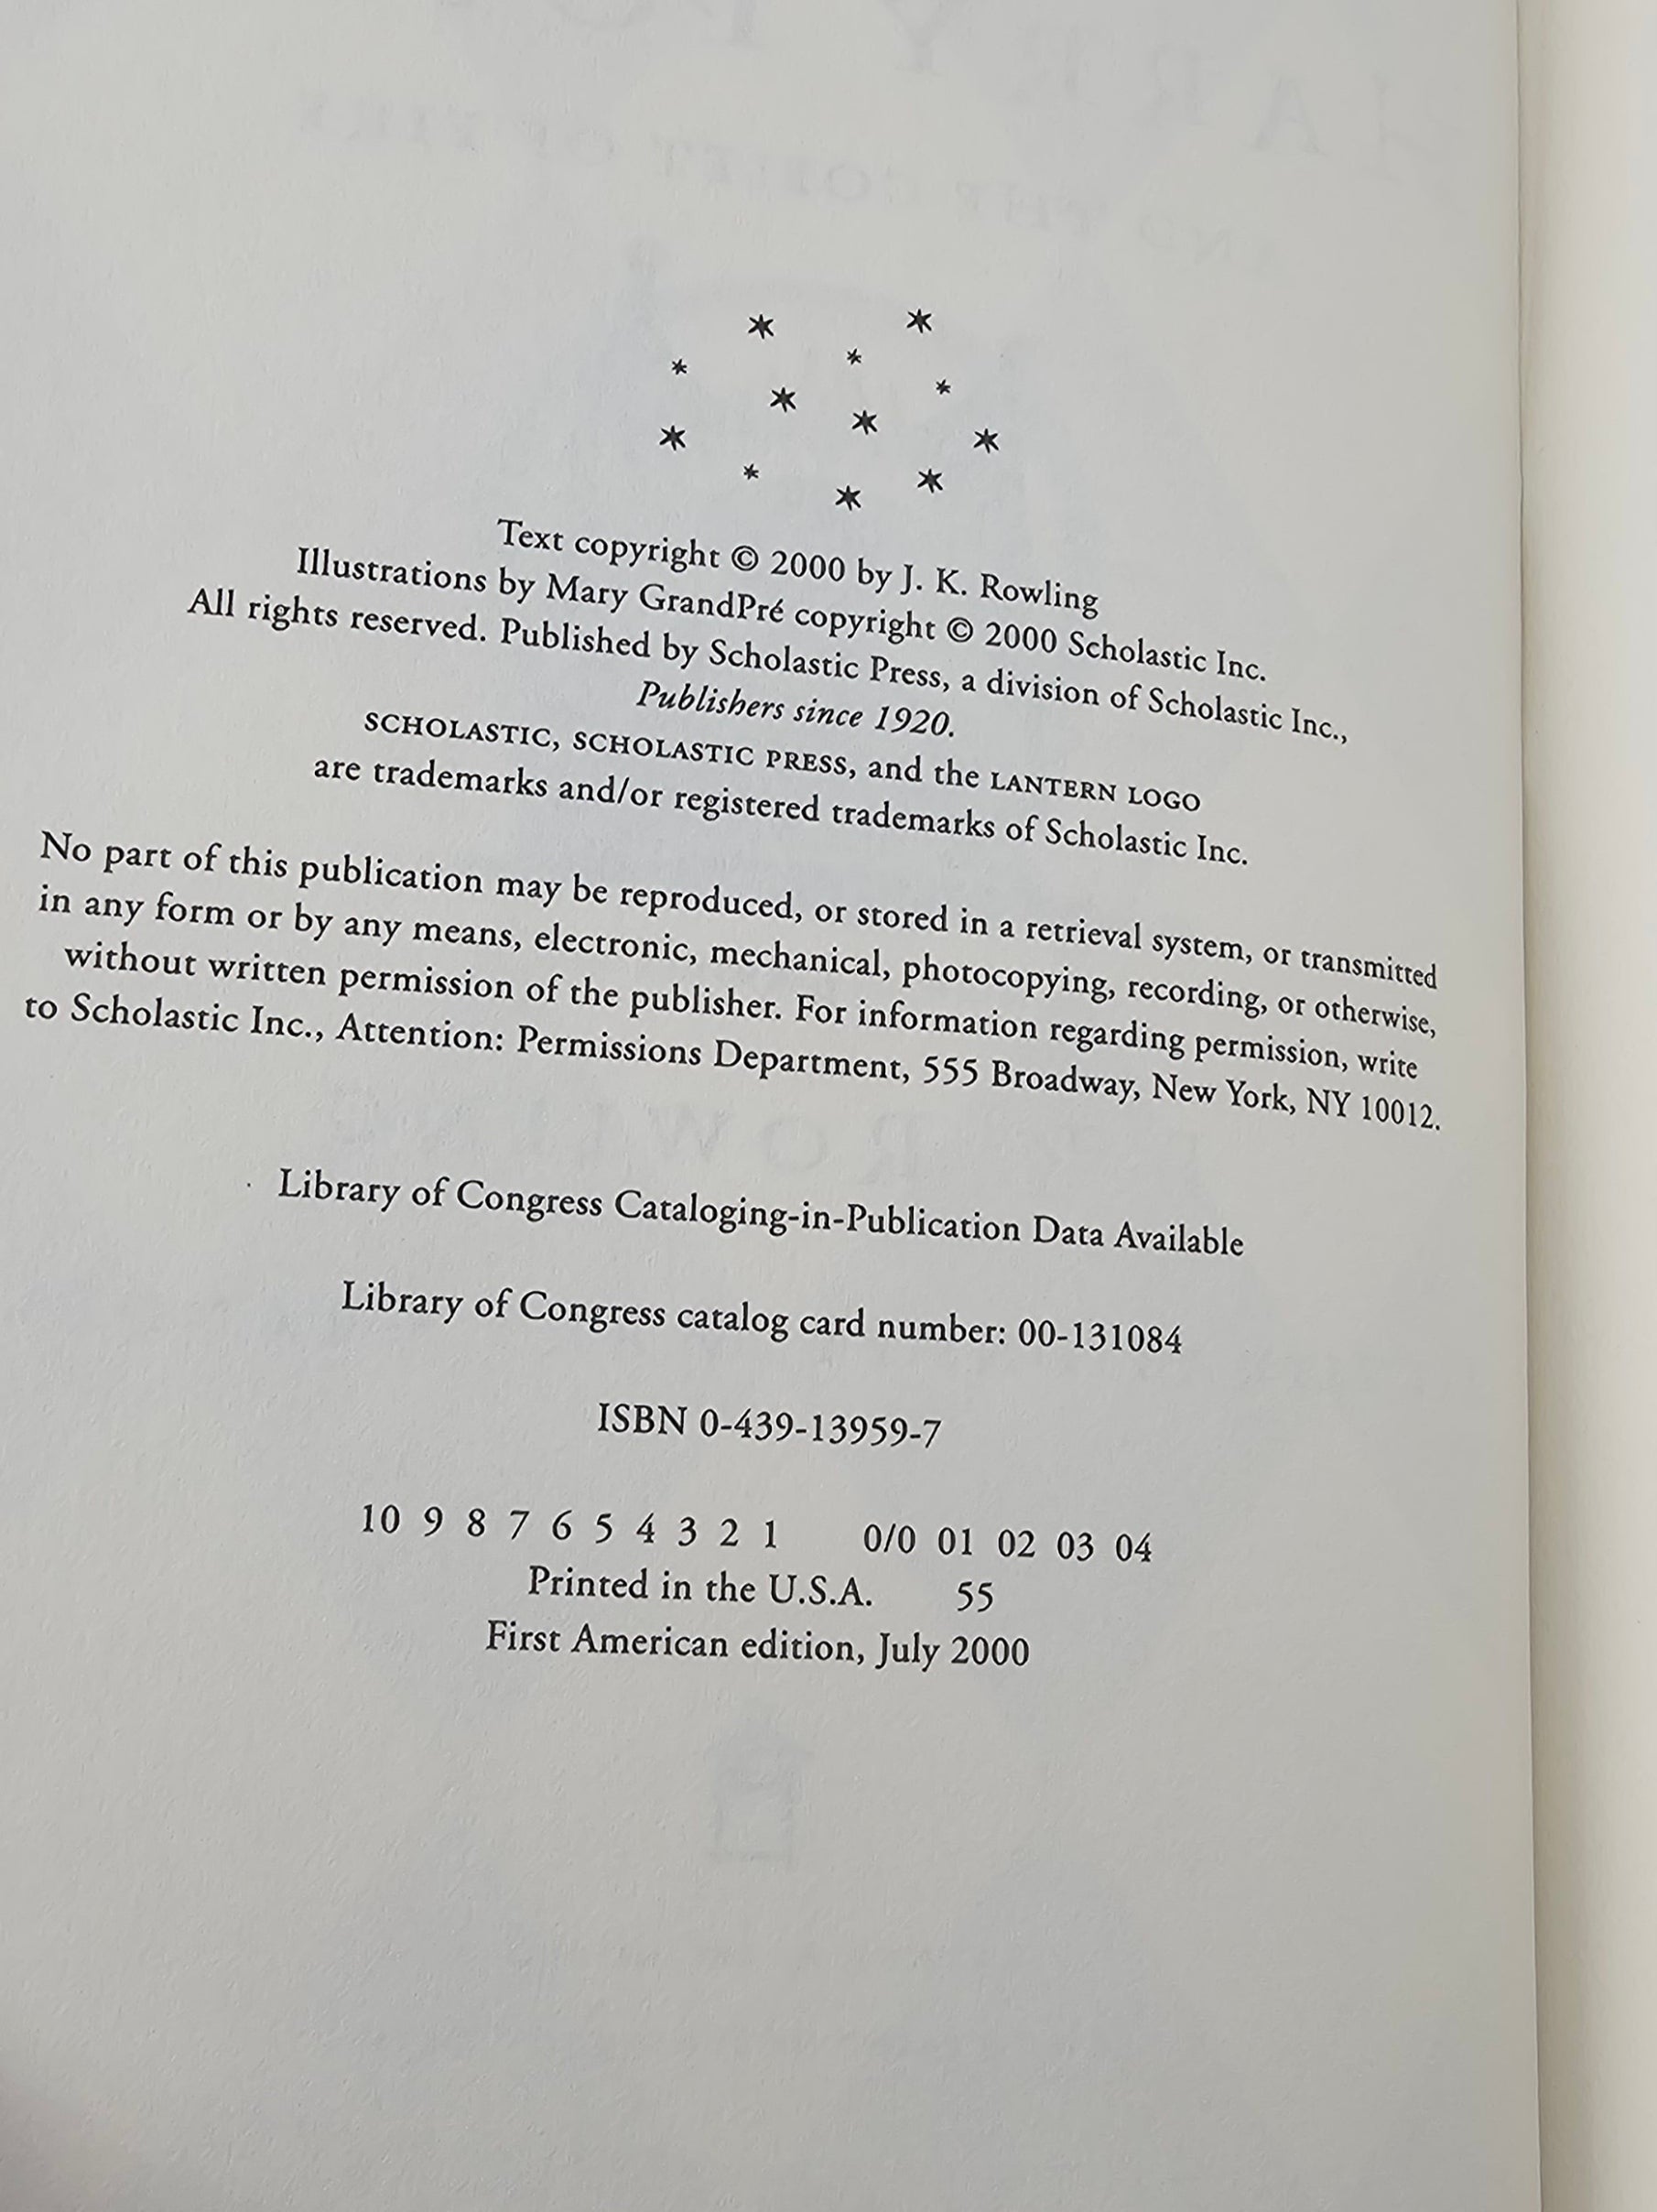 Text copyright © 2000 by J. K. Rowling
Illustrations by Mary GrandPré copyright © 2000 Scholastic Inc.
All rights reserved. Published by Scholastic Press, a division of Scholastic Inc.,
Publishers since 1920.
SCHOLASTIC, SCHOLASTIC PRESS, and the LANTERN LOGO
are trademarks and/or registered trademarks of Scholastic Inc.
No part of this publication may be reproduced, or stored in a retrieval system, or transmitted
in any form or by any means, electronic, mechanical, photocopying, recording, or otherwise,
without written permission of the publisher. For information regarding permission, write
to Scholastic Inc., Attention: Permissions Department, 555 Broadway, New York, NY 10012.
Library of Congress Cataloging-in-Publication Data Available
Library of Congress catalog card number: 00-131084
ISBN 0-439-13959-7
10 9 8 7 6 5 4 3 2 1 0/0 01 02 03 04
Printed in the U.S.A. 55
First American edition, July 2000